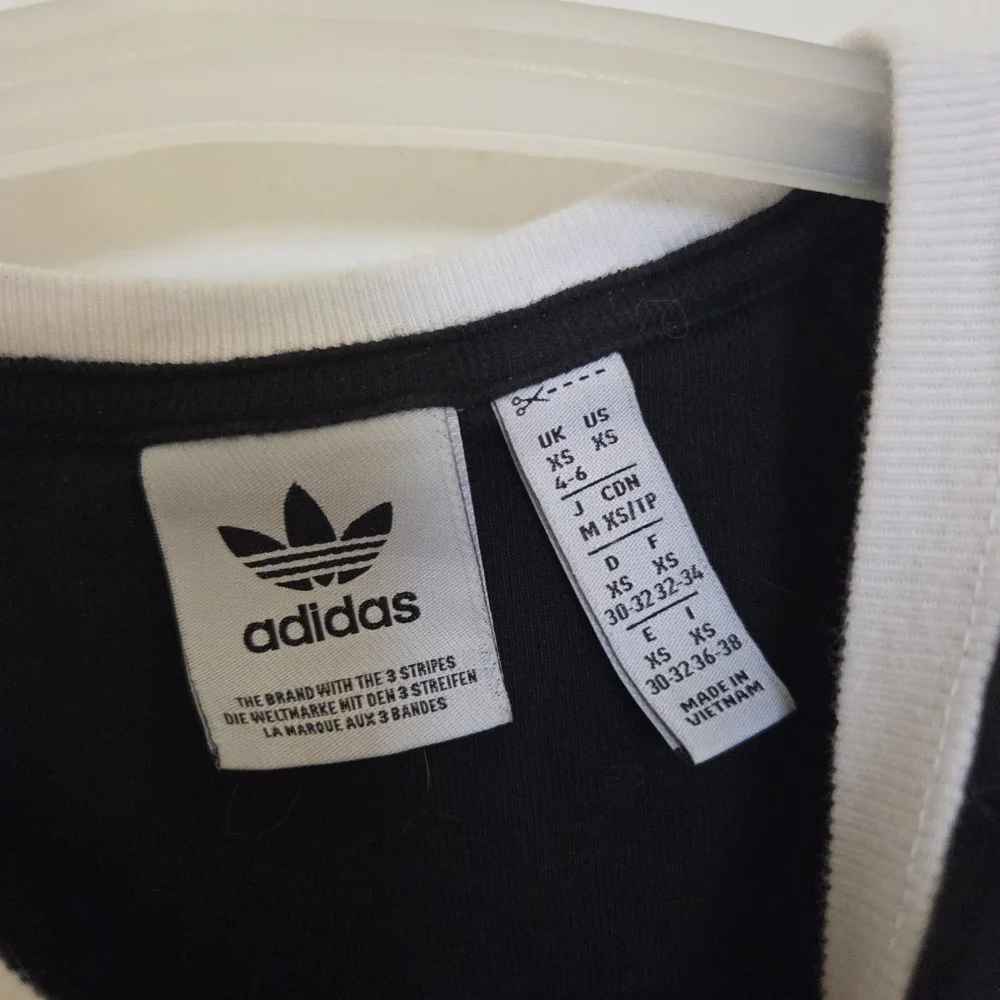 adidas
THE BRAND WITH THE 3 STRIPES
DIE WELTMARKE MIT DEN 3 STREIFEN
LA MARQUE AUX 3 BANDES
UK US
XS XS
4-6
J CDN
M XS/TP
D F
XS XS
30-32 32-34
E I
XS XS
30-32 36-38
MADE IN
VIETNAM